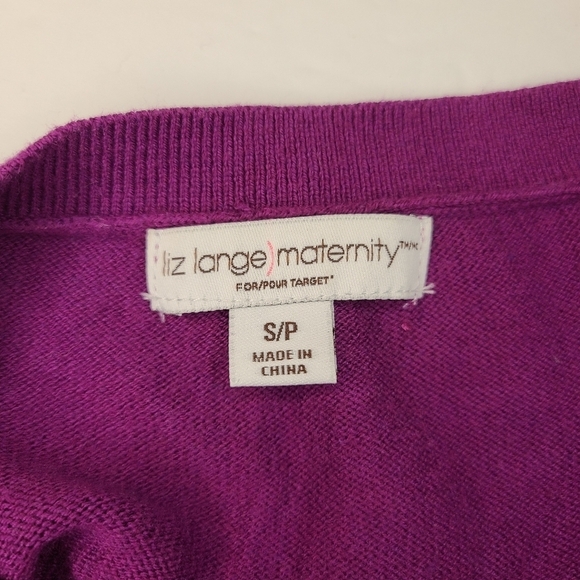 liz lange) maternity™/MC
FOR/POUR TARGET*
S/P
MADE IN
CHINA